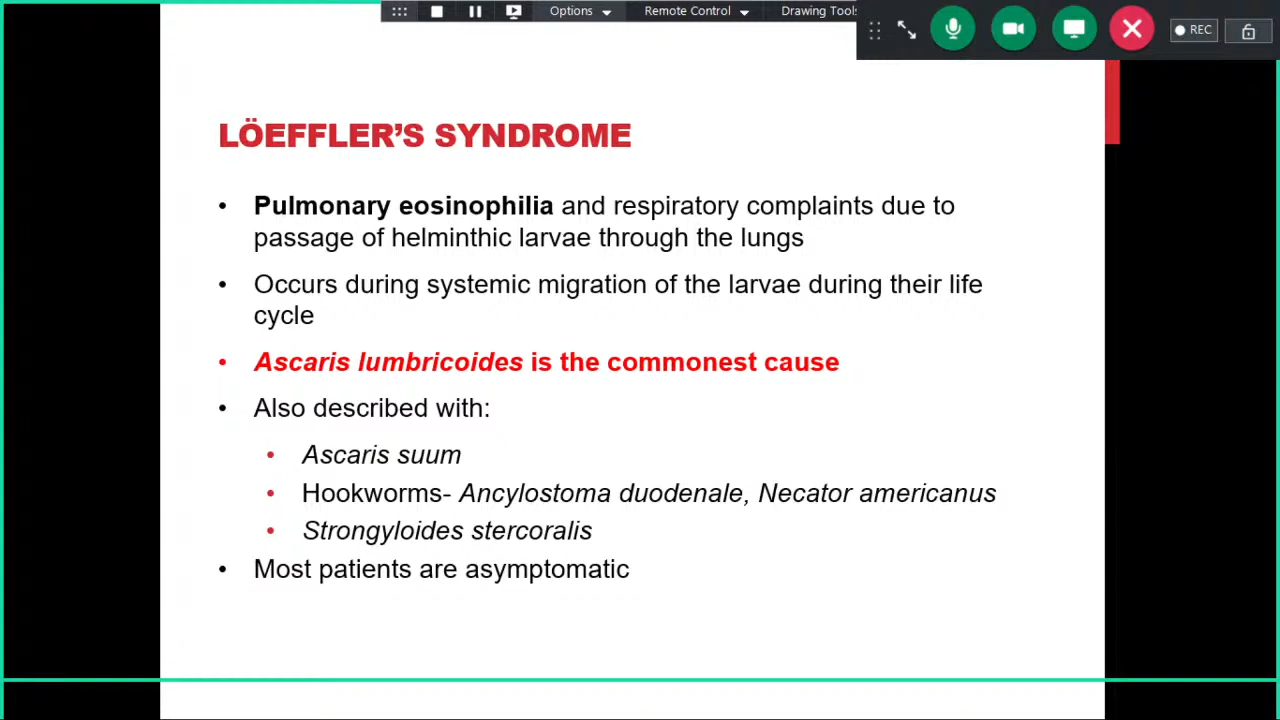 Options
Remote Control
Drawing Tools
REC
LÖEFFLER’S SYNDROME
• Pulmonary eosinophilia and respiratory complaints due to
passage of helminthic larvae through the lungs
• Occurs during systemic migration of the larvae during their life
cycle
• Ascaris lumbricoides is the commonest cause
• Also described with:
• Ascaris suum
• Hookworms- Ancylostoma duodenale, Necator americanus
• Strongyloides stercoralis
• Most patients are asymptomatic